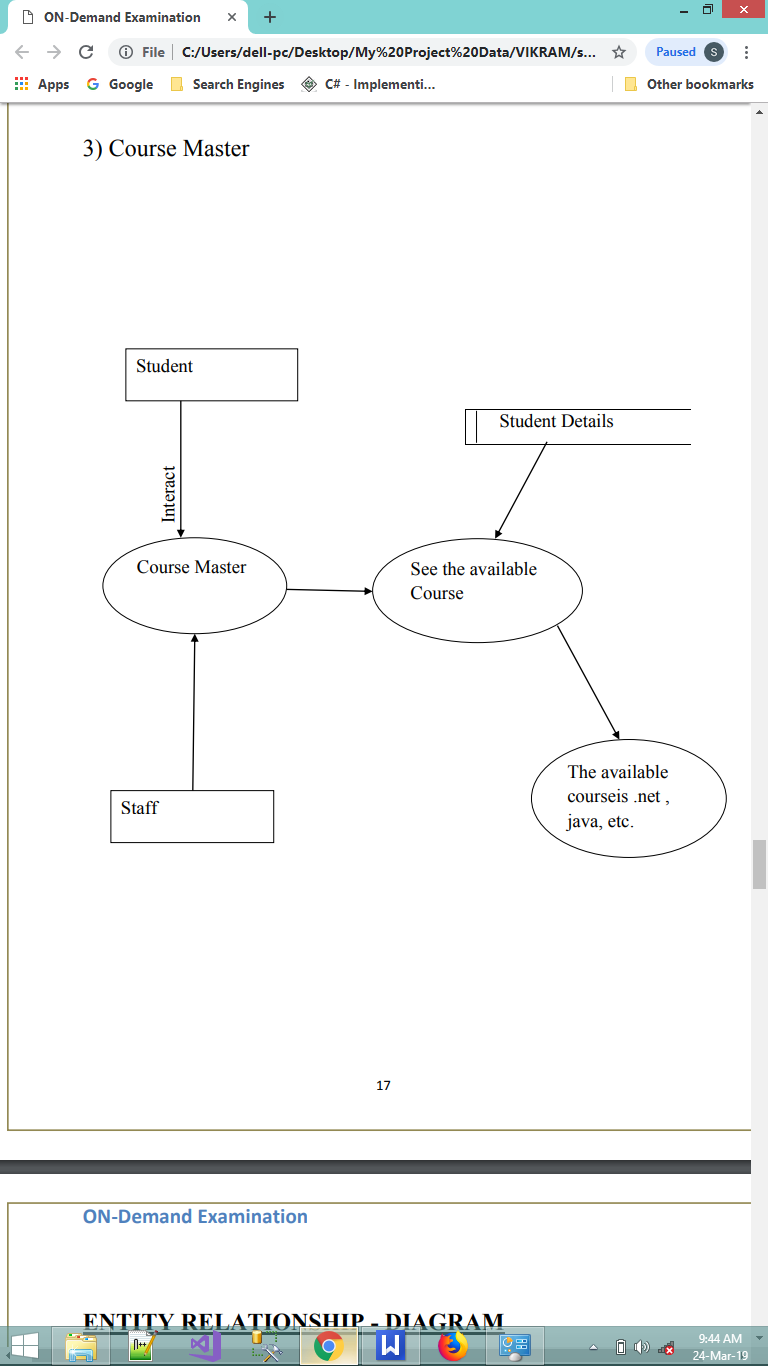 ON-Demand Examination
File
C:/Users/dell-pc/Desktop/My%20Project%20Data/VIKRAM/s...
Paused
S
Apps
Google
Search Engines
C# - Implementi...
Other bookmarks
3) Course Master
Student
Student Details
Interact
Course Master
See the available
Course
Staff
The available
courseis .net ,
java, etc.
17
ON-Demand Examination
ENTITY RELATIONSHIP - DIAGRAM
9:44 AM
24-Mar-19